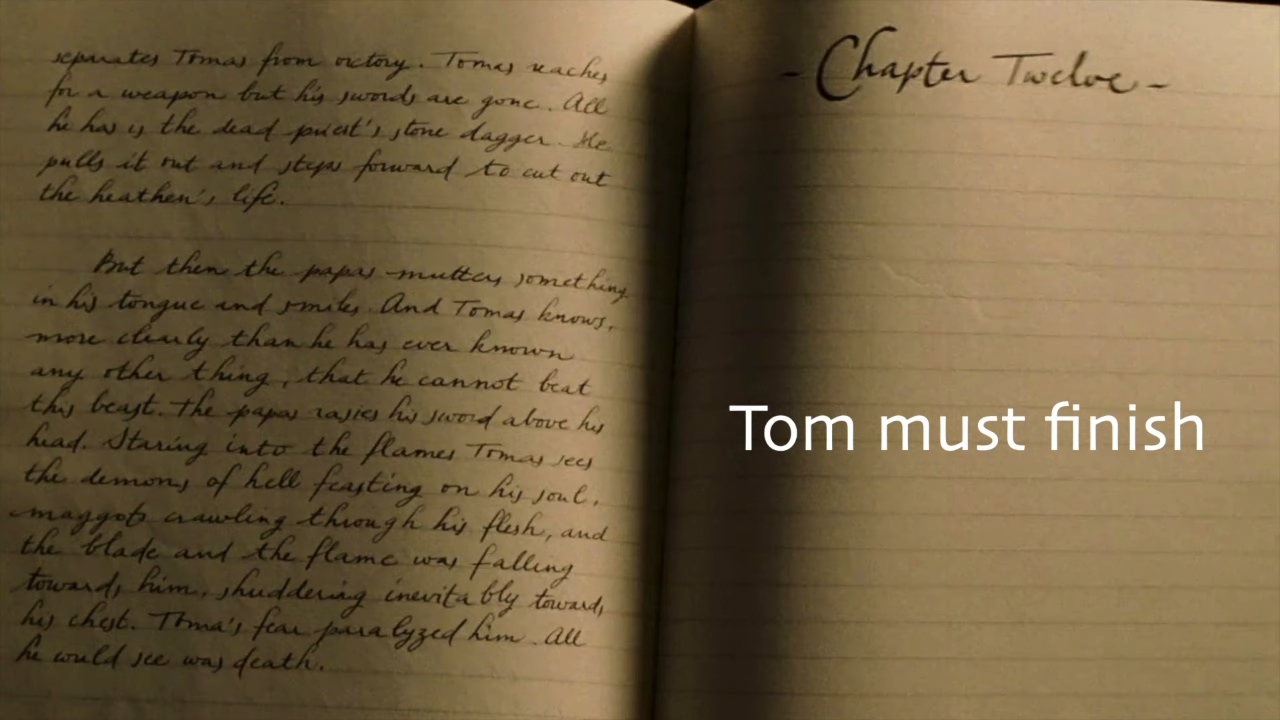 separates Tomas from victory. Tomas reaches
for a weapon but his swords are gone. All
he has is the dead priest's stone dagger. He
pulls it out and steps forward to cut out
the heathen's life.
But then the papas mutters something
in his tongue and smiles. And Tomas knows,
more clearly than he has ever known
any other thing, that he cannot beat
this beast. The papas rasies his sword above his
head. Staring into the flames Tomas sees
the demons of hell feasting on his soul,
maggots crawling through his flesh, and
the blade and the flame was falling
towards him, shuddering inevitably towards
his chest. Toma's fear paralyzed him. All
he would see was death.
- Chapter Twelve -
Tom must finish